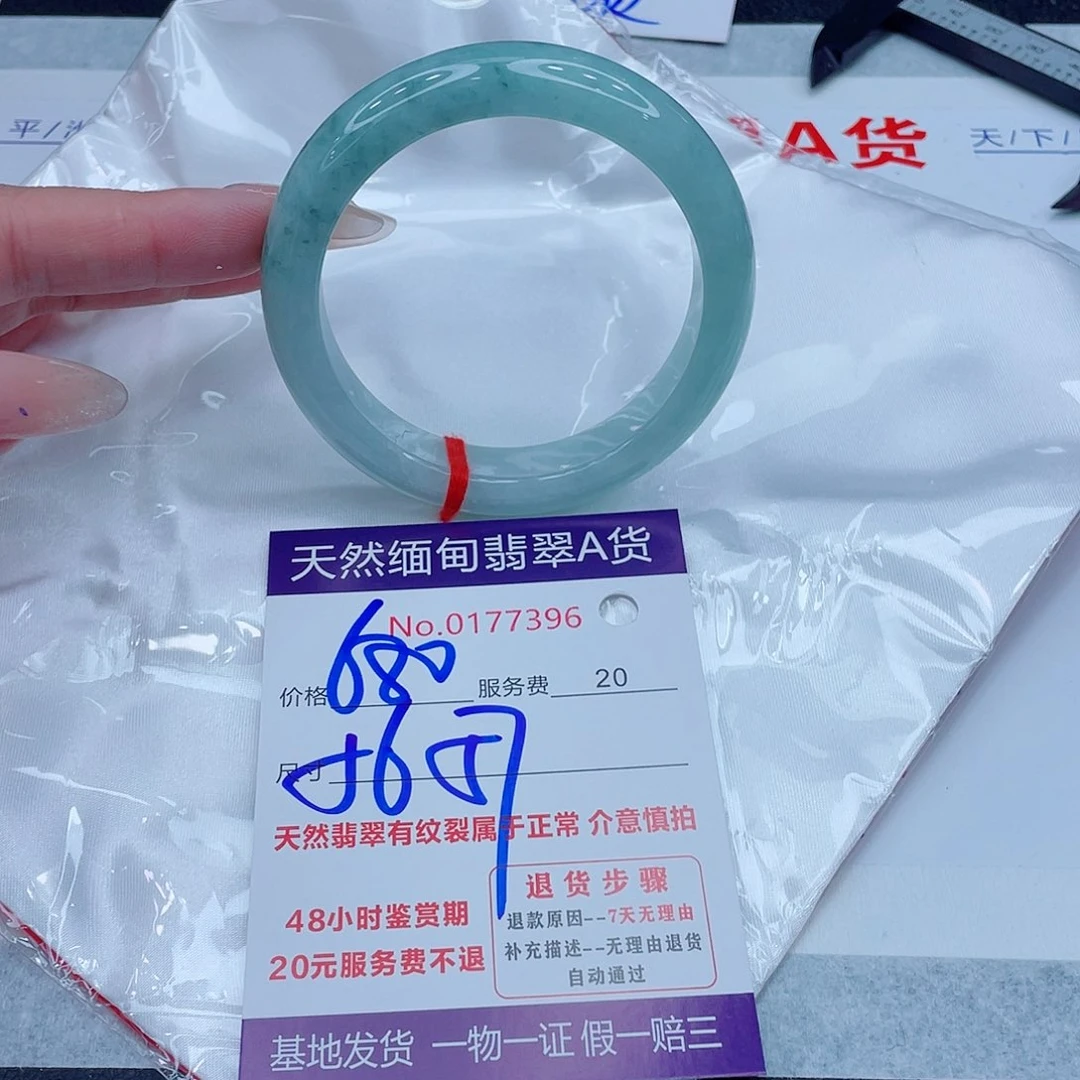 平/洲
A货
天/下/
天然缅甸翡翠A货
No.0177396
价格 680 服务费 20
尺寸 56
天然翡翠有纹裂属于正常 介意慎拍
48小时鉴赏期
20元服务费不退
退货步骤
退款原因--7天无理由
补充描述--无理由退货
自动通过
基地发货 一物一证 假一赔三